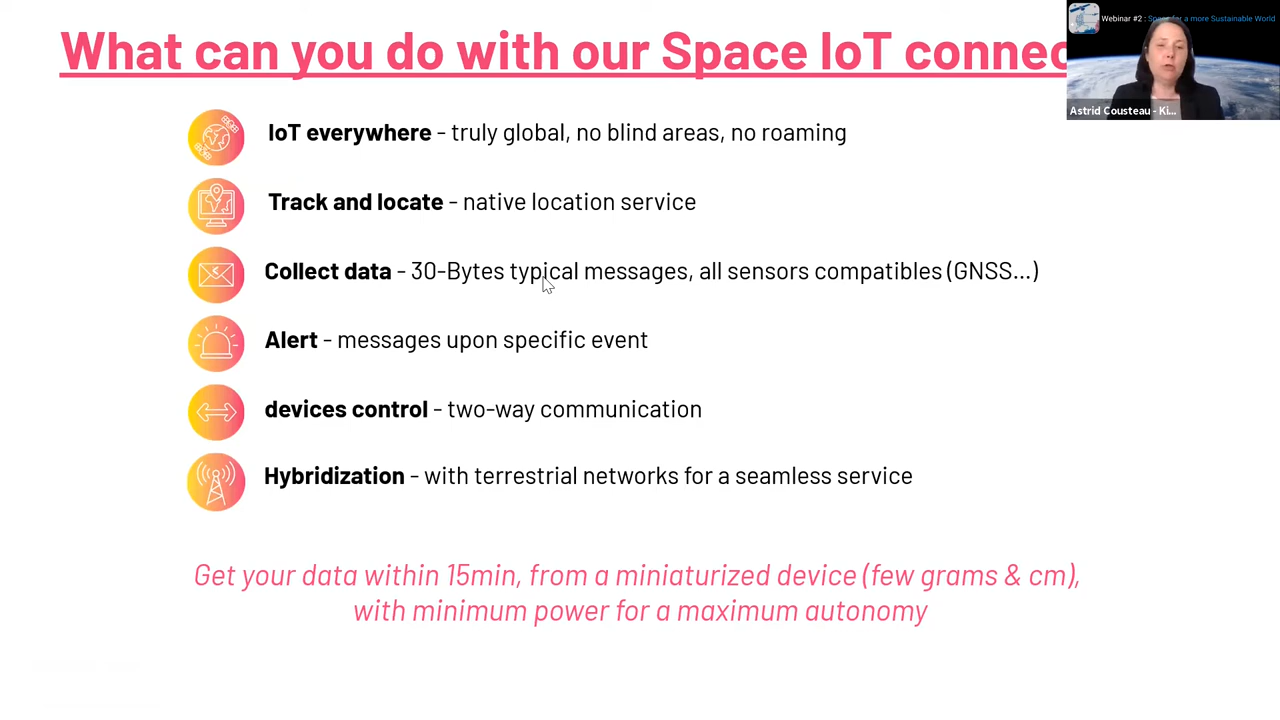 What can you do with our Space IoT connec
Webinar #2 : Space for a more Sustainable World
Astrid Cousteau - Ki...
IoT everywhere - truly global, no blind areas, no roaming
Track and locate - native location service
Collect data - 30-Bytes typical messages, all sensors compatibles (GNSS...)
Alert - messages upon specific event
devices control - two-way communication
Hybridization - with terrestrial networks for a seamless service
Get your data within 15min, from a miniaturized device (few grams & cm),
with minimum power for a maximum autonomy